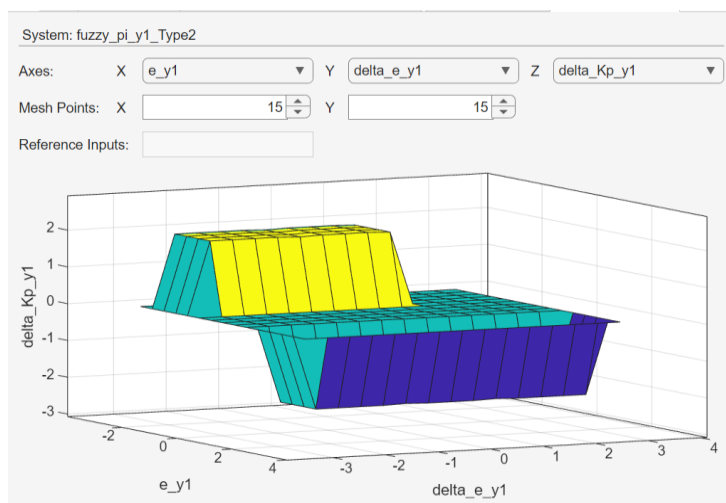 System: fuzzy_pi_y1_Type2
Axes: X e_y1 Y delta_e_y1 Z delta_Kp_y1
Mesh Points: X 15 Y 15
Reference Inputs:
2
1
0
-1
-2
-3
delta_Kp_y1
-2
0
2
4
e_y1
-3
-2
-1
0
1
2
3
4
delta_e_y1